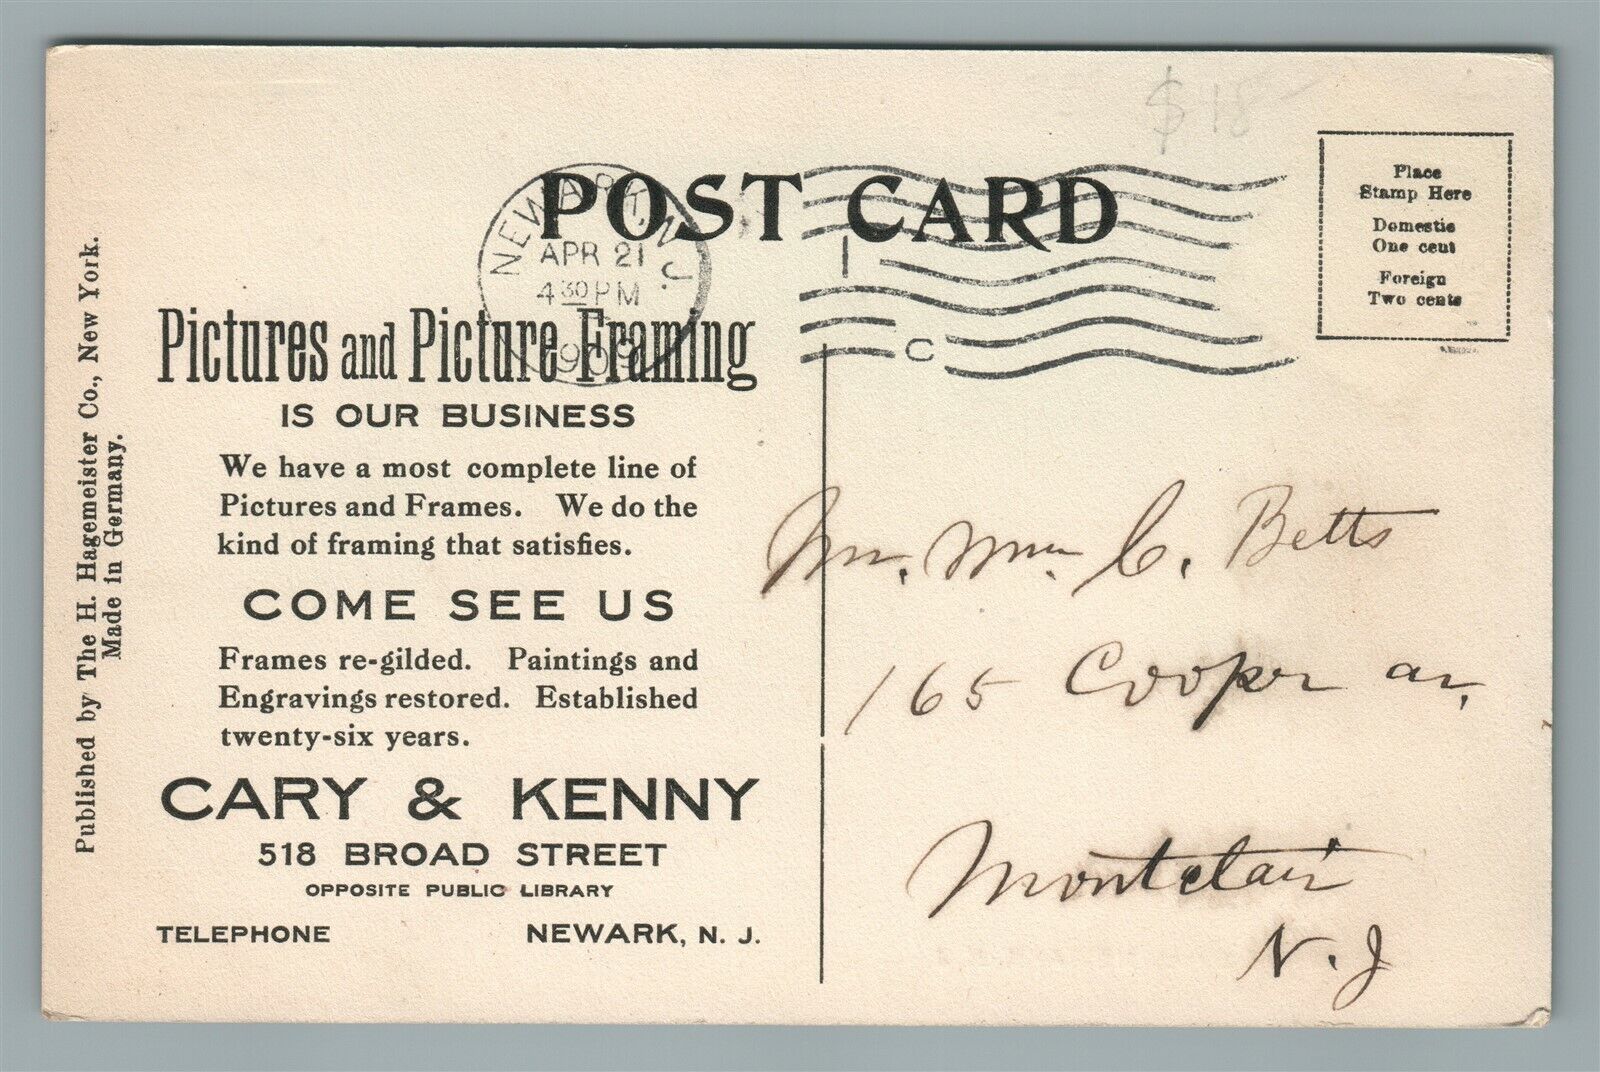 $18
POST CARD
NEWARK, N.J.
APR 21
4 30 PM
1909
1
C
Place
Stamp Here
Domestic
One cent
Foreign
Two cents
Published by The H. Hagemeister Co., New York.
Made in Germany.
Pictures and Picture Framing
IS OUR BUSINESS
We have a most complete line of
Pictures and Frames. We do the
kind of framing that satisfies.
COME SEE US
Frames re-gilded. Paintings and
Engravings restored. Established
twenty-six years.
CARY & KENNY
518 BROAD STREET
OPPOSITE PUBLIC LIBRARY
TELEPHONE NEWARK, N. J.
Mr. Wm. C. Betts
165 Cooper av.
Montclair
N. J